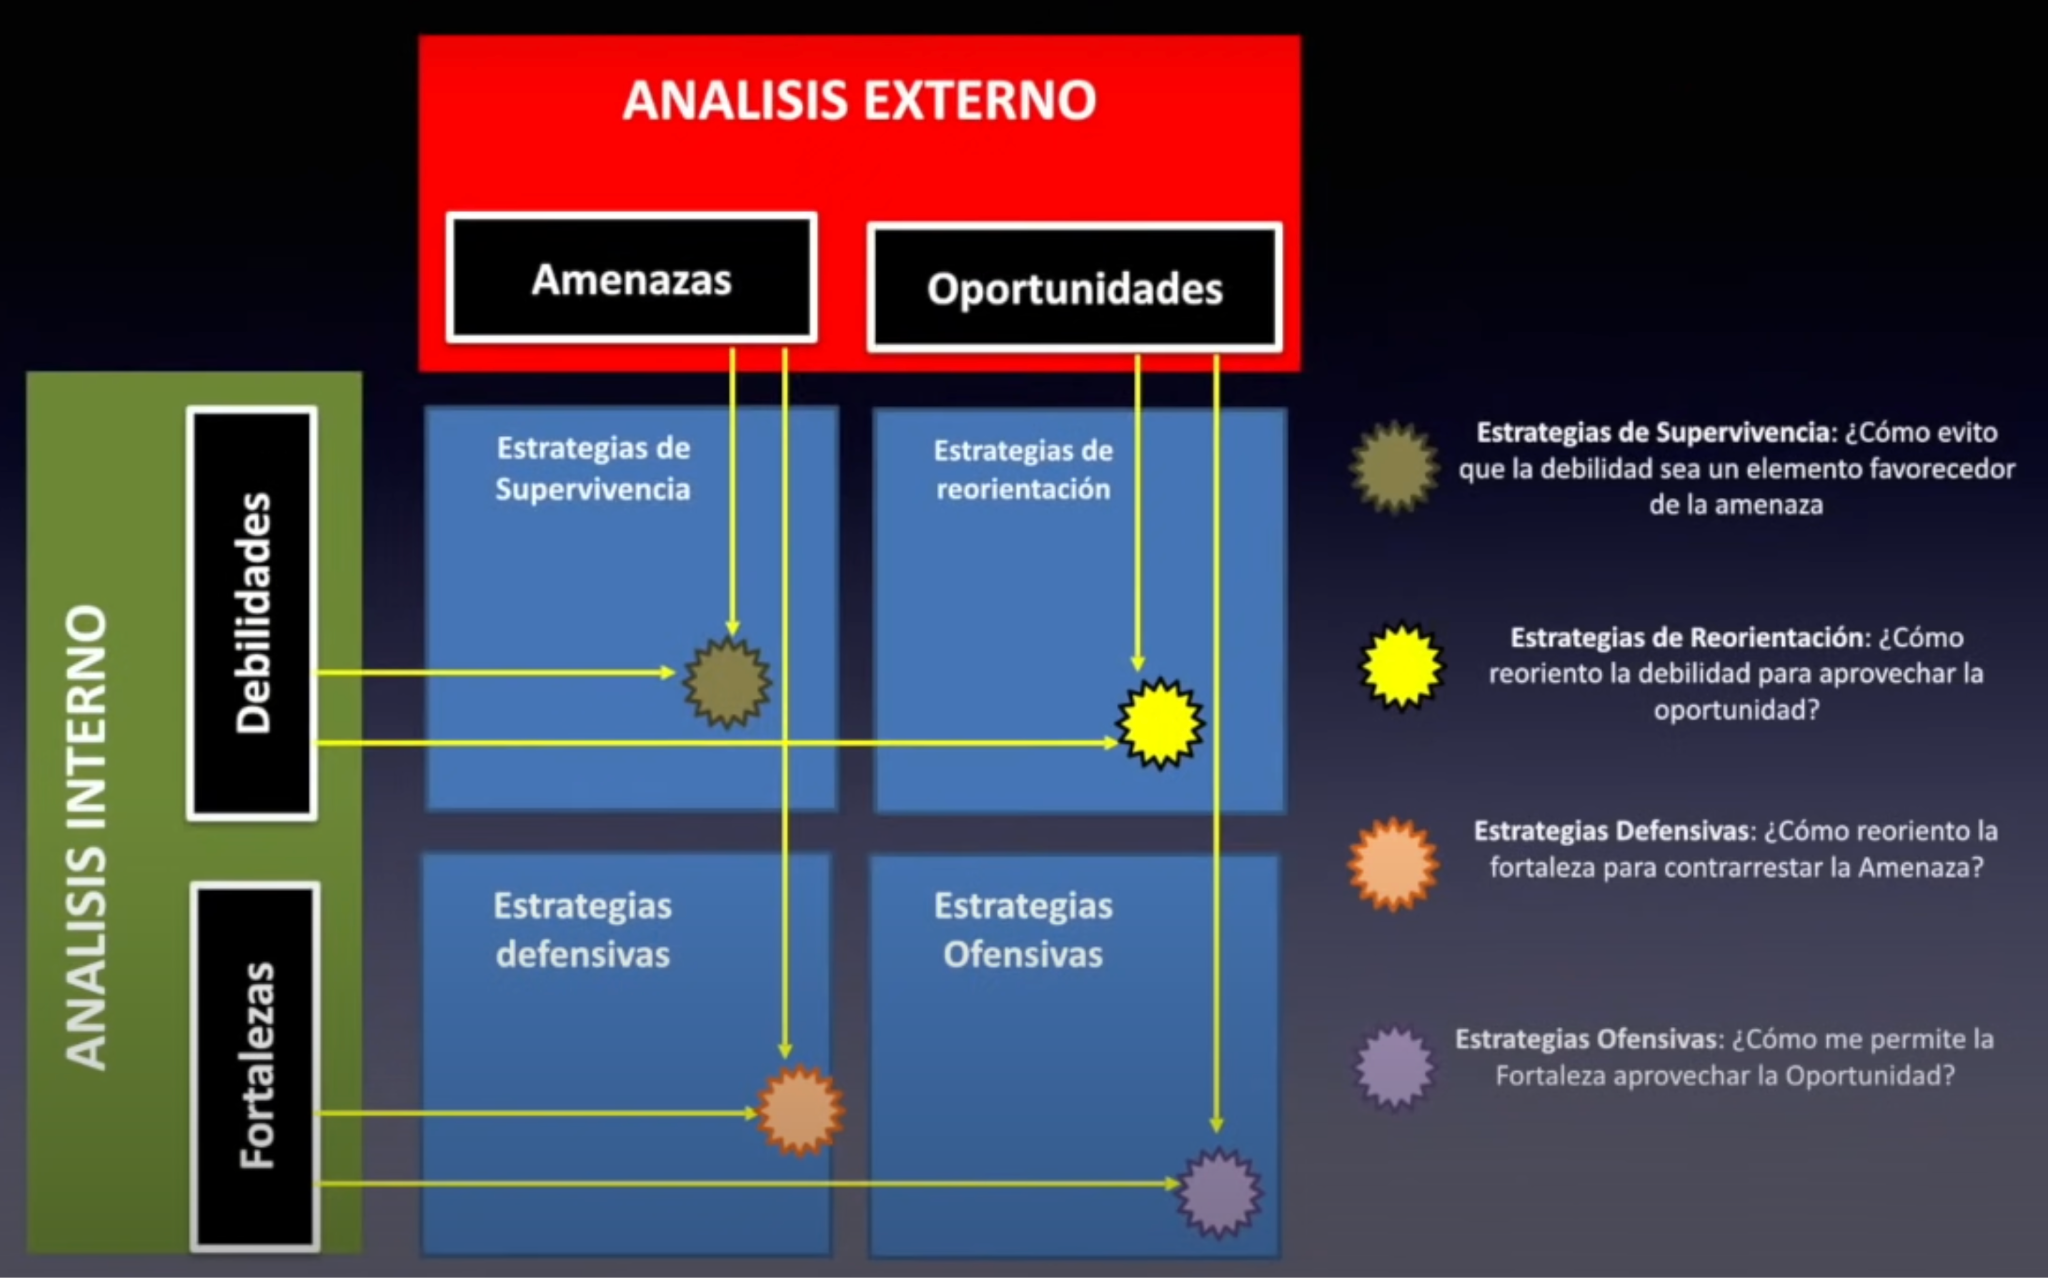 ANALISIS EXTERNO
Amenazas
Oportunidades
ANALISIS INTERNO
Debilidades
Fortalezas
Estrategias de
Supervivencia
Estrategias de
reorientación
Estrategias
defensivas
Estrategias
Ofensivas
Estrategias de Supervivencia: ¿Cómo evito
que la debilidad sea un elemento favorecedor
de la amenaza
Estrategias de Reorientación: ¿Cómo
reoriento la debilidad para aprovechar la
oportunidad?
Estrategias Defensivas: ¿Cómo reoriento la
fortaleza para contrarrestar la Amenaza?
Estrategias Ofensivas: ¿Cómo me permite la
Fortaleza aprovechar la Oportunidad?